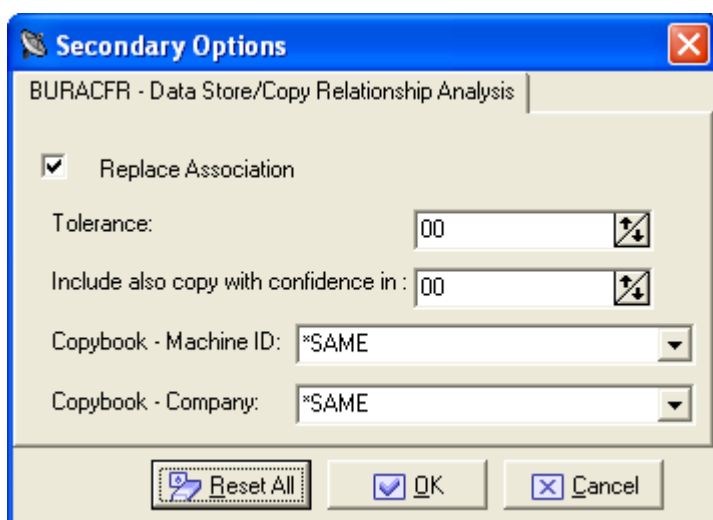 Secondary Options
BURACFR - Data Store/Copy Relationship Analysis
Replace Association
Tolerance: 00
Include also copy with confidence in : 00
Copybook - Machine ID: *SAME
Copybook - Company: *SAME
Reset All OK Cancel